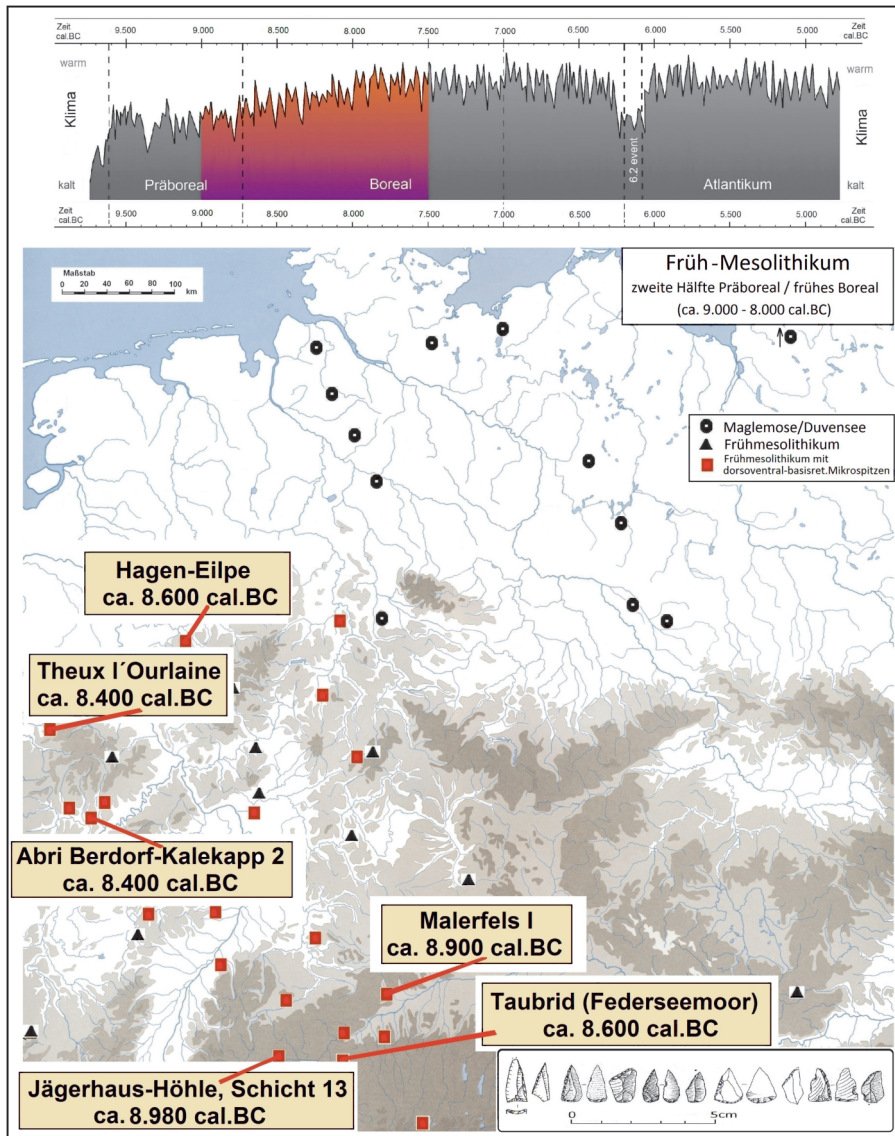 Zeit
cal.BC
9.500 9.000 8.500 8.000 7.500 7.000 6.500 6.000 5.500 5.000
Zeit
cal.BC
warm
Klima
kalt
Präboreal
Boreal
6.2 event
Atlantikum
warm
Klima
kalt
Zeit
cal.BC
9.500 9.000 8.500 8.000 7.500 7.000 6.500 6.000 5.500 5.000
Zeit
cal.BC
Maßstab
0 20 40 60 80 100
km
Früh-Mesolithikum
zweite Hälfte Präboreal / frühes Boreal
(ca. 9.000 - 8.000 cal.BC)
Maglemose/Duvensee
Frühmesolithikum
Frühmesolithikum mit
dorsoventral-basisret.Mikrospitzen
Hagen-Eilpe
ca. 8.600 cal.BC
Theux l´Ourlaine
ca. 8.400 cal.BC
Abri Berdorf-Kalekapp 2
ca. 8.400 cal.BC
Malerfels I
ca. 8.900 cal.BC
Taubrid (Federseemoor)
ca. 8.600 cal.BC
Jägerhaus-Höhle, Schicht 13
ca. 8.980 cal.BC
0 5cm